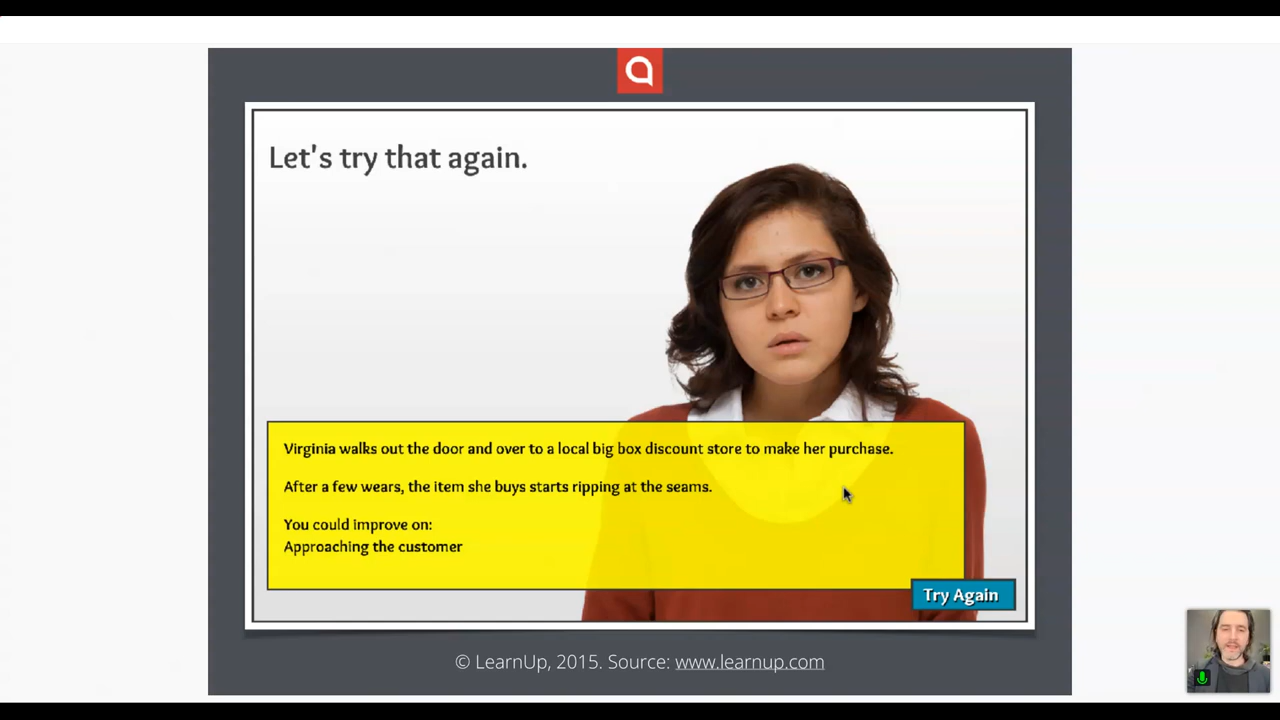 Let's try that again.
Virginia walks out the door and over to a local big box discount store to make her purchase.
After a few wears, the item she buys starts ripping at the seams.
You could improve on:
Approaching the customer
Try Again
© LearnUp, 2015. Source: www.learnup.com